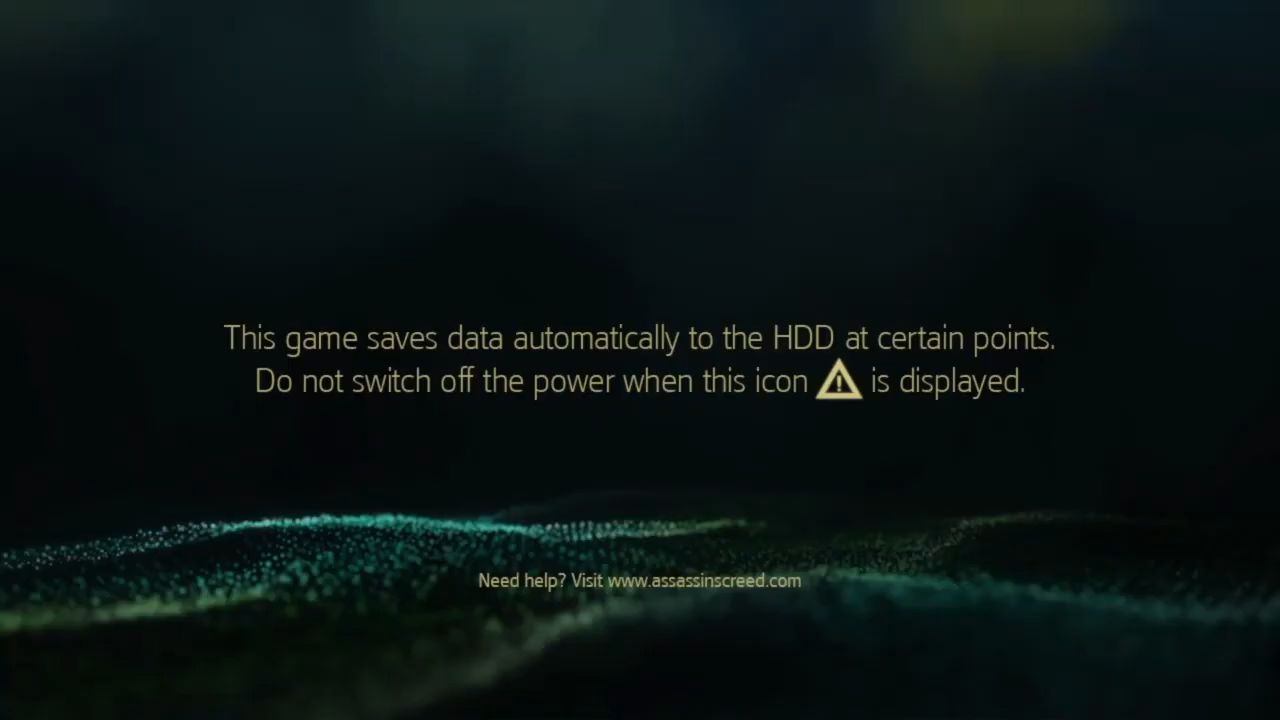 This game saves data automatically to the HDD at certain points.
Do not switch off the power when this icon is displayed.
Need help? Visit www.assassinscreed.com